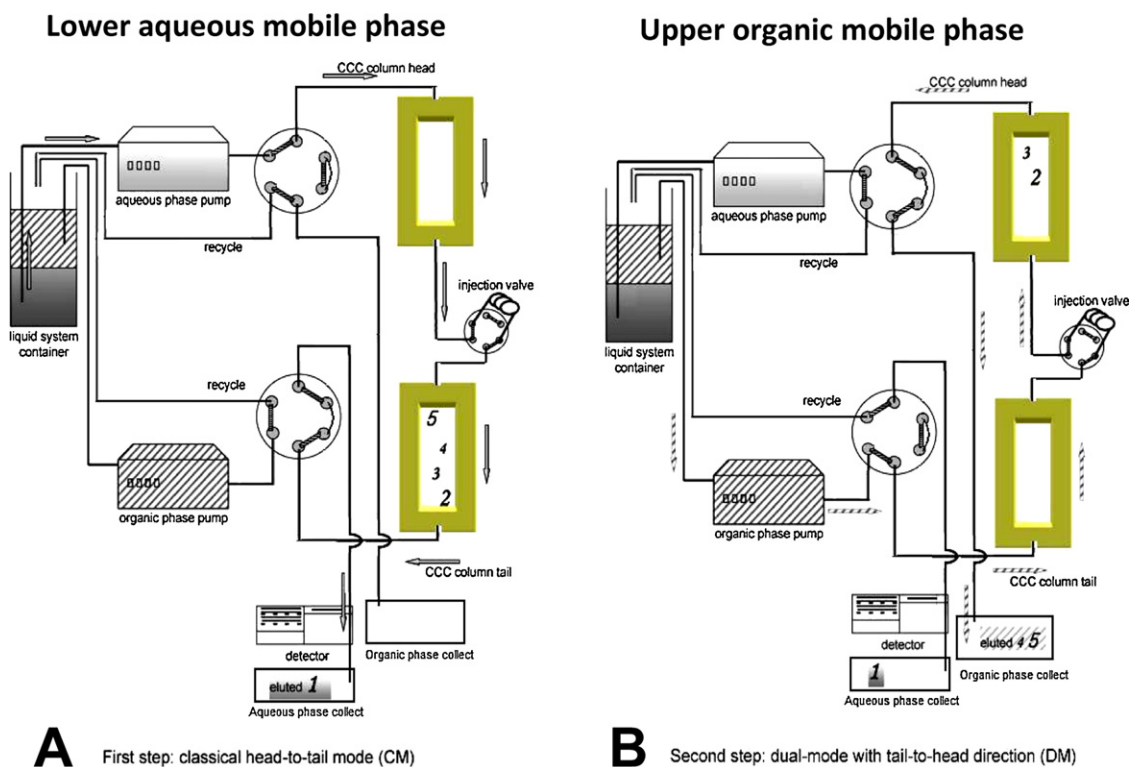 Lower aqueous mobile phase
CCC column head
aqueous phase pump
recycle
injection valve
liquid system
container
recycle
5
4
3
2
organic phase pump
CCC column tail
detector
Organic phase collect
eluted 1
Aqueous phase collect
A First step: classical head-to-tail mode (CM)
Upper organic mobile phase
CCC column head
3
2
aqueous phase pump
recycle
injection valve
liquid system
container
recycle
organic phase pump
CCC column tail
detector
eluted 4 5
Organic phase collect
1
Aqueous phase collect
B Second step: dual-mode with tail-to-head direction (DM)